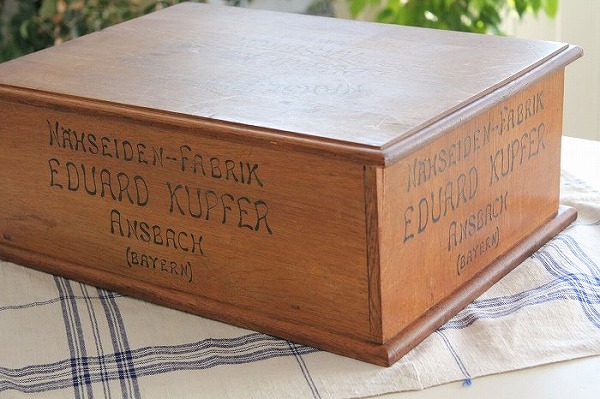 NÄHSEIDEN-FABRIK
EDUARD KUPFER
ANSBACH
(BAYERN)
NÄHSEIDEN-FABRIK
EDUARD KUPFER
ANSBACH
(BAYERN)